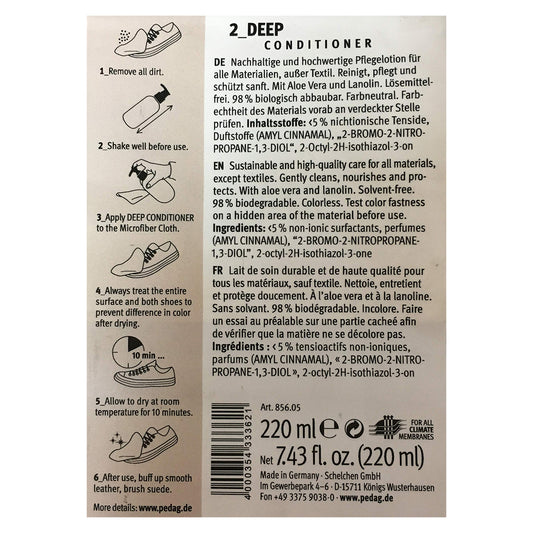 1_Remove all dirt.
2_Shake well before use.
3_Apply DEEP CONDITIONER
to the Microfiber Cloth.
4_Always treat the entire
surface and both shoes to
prevent difference in color
after drying.
10 min ...
5_Allow to dry at room
temperature for 10 minutes.
6_After use, buff up smooth
leather, brush suede.
More details: www.pedag.de
2_DEEP
CONDITIONER
DE Nachhaltige und hochwertige Pflegelotion für
alle Materialien, außer Textil. Reinigt, pflegt und
schützt sanft. Mit Aloe Vera und Lanolin. Lösemittel-
frei. 98 % biologisch abbaubar. Farbneutral. Farb-
echtheit des Materials vorab an verdeckter Stelle
prüfen. Inhaltsstoffe: <5 % nichtionische Tenside,
Duftstoffe (AMYL CINNAMAL), „2-BROMO-2-NITRO-
PROPANE-1,3-DIOL“, 2-Octyl-2H-isothiazol-3-on
EN Sustainable and high-quality care for all materials,
except textiles. Gently cleans, nourishes and pro-
tects. With aloe vera and lanolin. Solvent-free.
98 % biodegradable. Colorless. Test color fastness
on a hidden area of the material before use.
Ingredients: <5 % non-ionic surfactants, perfumes
(AMYL CINNAMAL), “2-BROMO-2-NITROPROPANE-
1,3-DIOL”, 2-octyl-2H-isothiazol-3-one
FR Lait de soin durable et de haute qualité pour
tous les matériaux, sauf textile. Nettoie, entretient
et protège doucement. À l'aloe vera et à la lanoline.
Sans solvant. 98 % biodégradable. Incolore. Faire
un essai au préalable sur une partie cachée afin
de vérifier que la matière ne se décolore pas.
Ingrédients : <5 % tensioactifs non-ioniques,
parfums (AMYL CINNAMAL), «2-BROMO-2-NITRO-
PROPANE-1,3-DIOL», 2-octyl-2H-isothiazol-3-on
4 000354 333621
Art. 856.05
220 ml e
FOR ALL
CLIMATE
MEMBRANES
Net 7.43 fl. oz. (220 ml)
Made in Germany · Schelchen GmbH
Im Gewerbepark 4–6 · D-15711 Königs Wusterhausen
Fon +49 3375 9038-0 · www.pedag.de